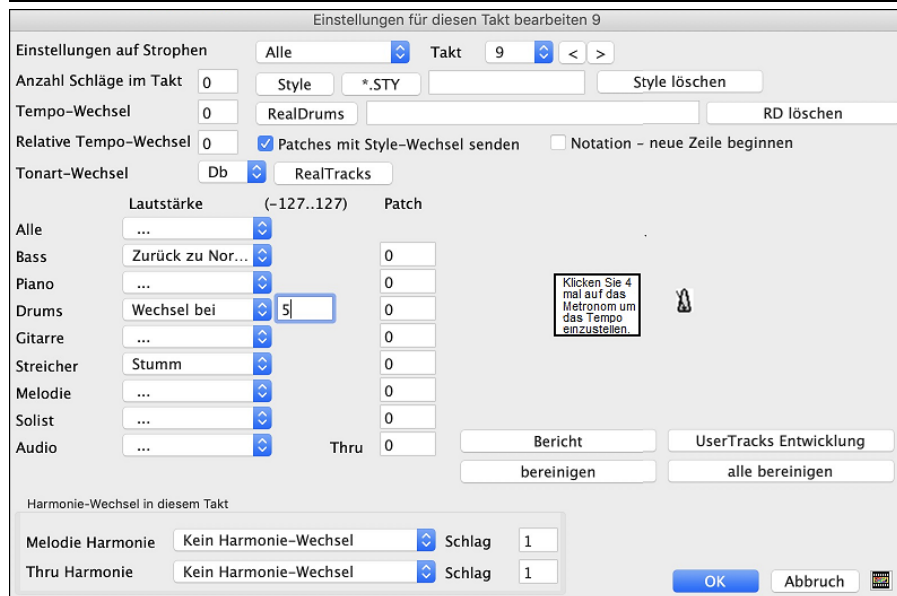 Einstellungen für diesen Takt bearbeiten 9
Einstellungen auf Strophen Alle Takt 9 < >
Anzahl Schläge im Takt 0 Style *.STY Style löschen
Tempo-Wechsel 0 RealDrums RD löschen
Relative Tempo-Wechsel 0 Patches mit Style-Wechsel senden Notation - neue Zeile beginnen
Tonart-Wechsel Db RealTracks
Lautstärke (-127..127) Patch
Alle ...
Bass Zurück zu Nor... 0
Piano ... 0
Drums Wechsel bei 5 0
Gitarre ... 0
Streicher Stumm 0
Melodie ... 0
Solist ... 0
Audio ... Thru 0
Klicken Sie 4
mal auf das
Metronom um
das Tempo
einzustellen.
Bericht UserTracks Entwicklung
bereinigen alle bereinigen
Harmonie-Wechsel in diesem Takt
Melodie Harmonie Kein Harmonie-Wechsel Schlag 1
Thru Harmonie Kein Harmonie-Wechsel Schlag 1
OK Abbruch